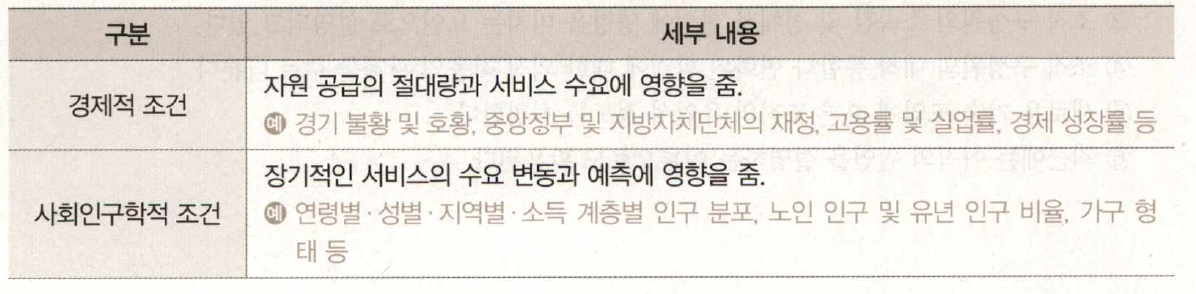 구분 세부 내용
경제적 조건
자원 공급의 절대량과 서비스 수요에 영향을 줌.
예 경기 불황 및 호황, 중앙정부 및 지방자치단체의 재정, 고용률 및 실업률, 경제 성장률 등
사회인구학적 조건
장기적인 서비스의 수요 변동과 예측에 영향을 줌.
예 연령별·성별·지역별·소득 계층별 인구 분포, 노인 인구 및 유년 인구 비율, 가구 형
태 등